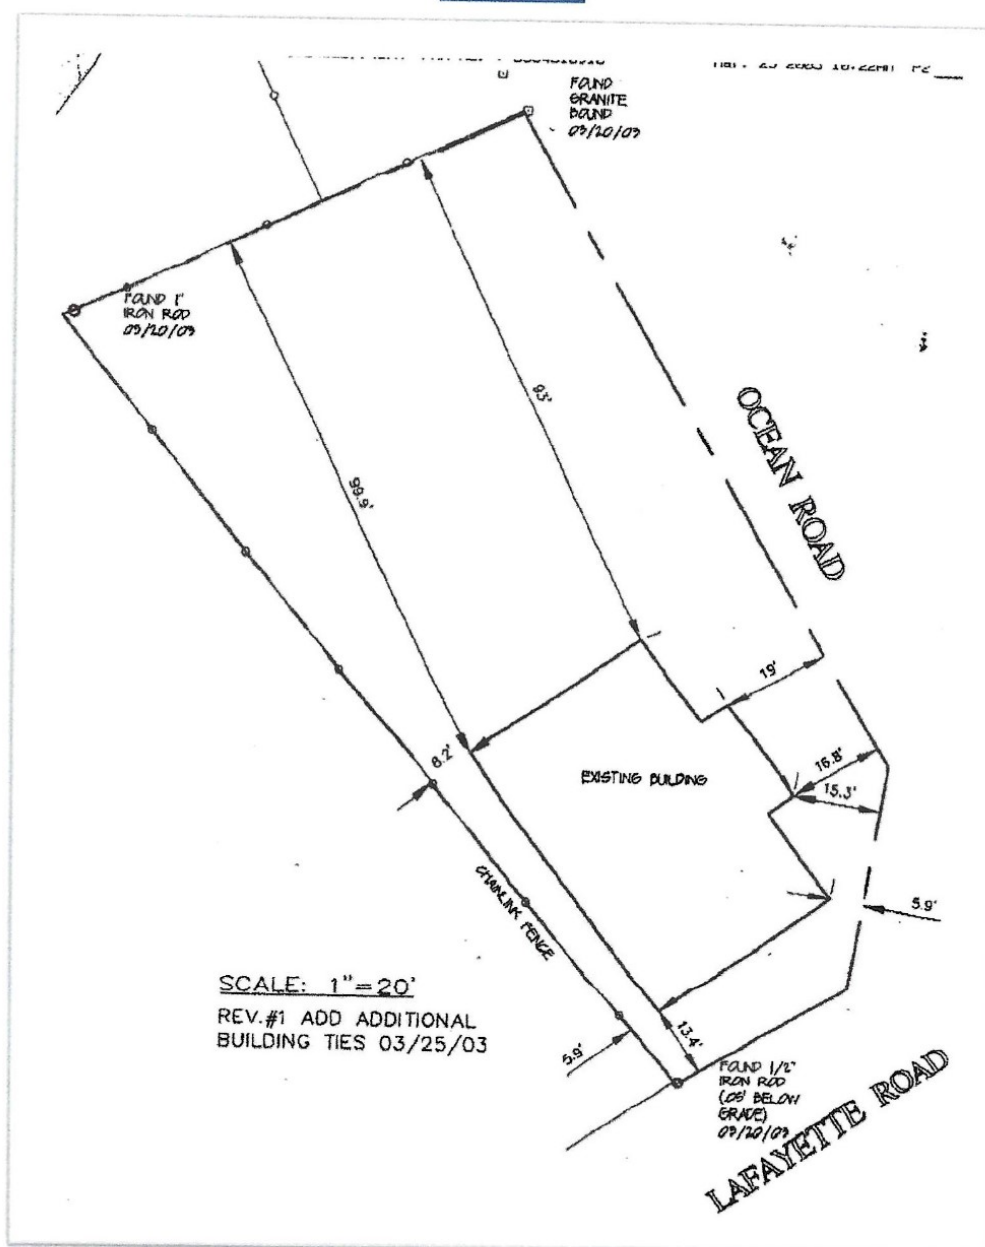 FOUND
GRANITE
BOUND
03/20/03
FOUND 1"
IRON ROD
03/20/03
93'
99.9'
OCEAN ROAD
19'
8.2'
EXISTING BUILDING
16.8'
15.3'
CHAINLINK FENCE
5.9'
SCALE: 1"=20'
REV.#1 ADD ADDITIONAL
BUILDING TIES 03/25/03
13.4'
5.9'
FOUND 1/2"
IRON ROD
(.05' BELOW
GRADE)
03/20/03
LAFAYETTE ROAD